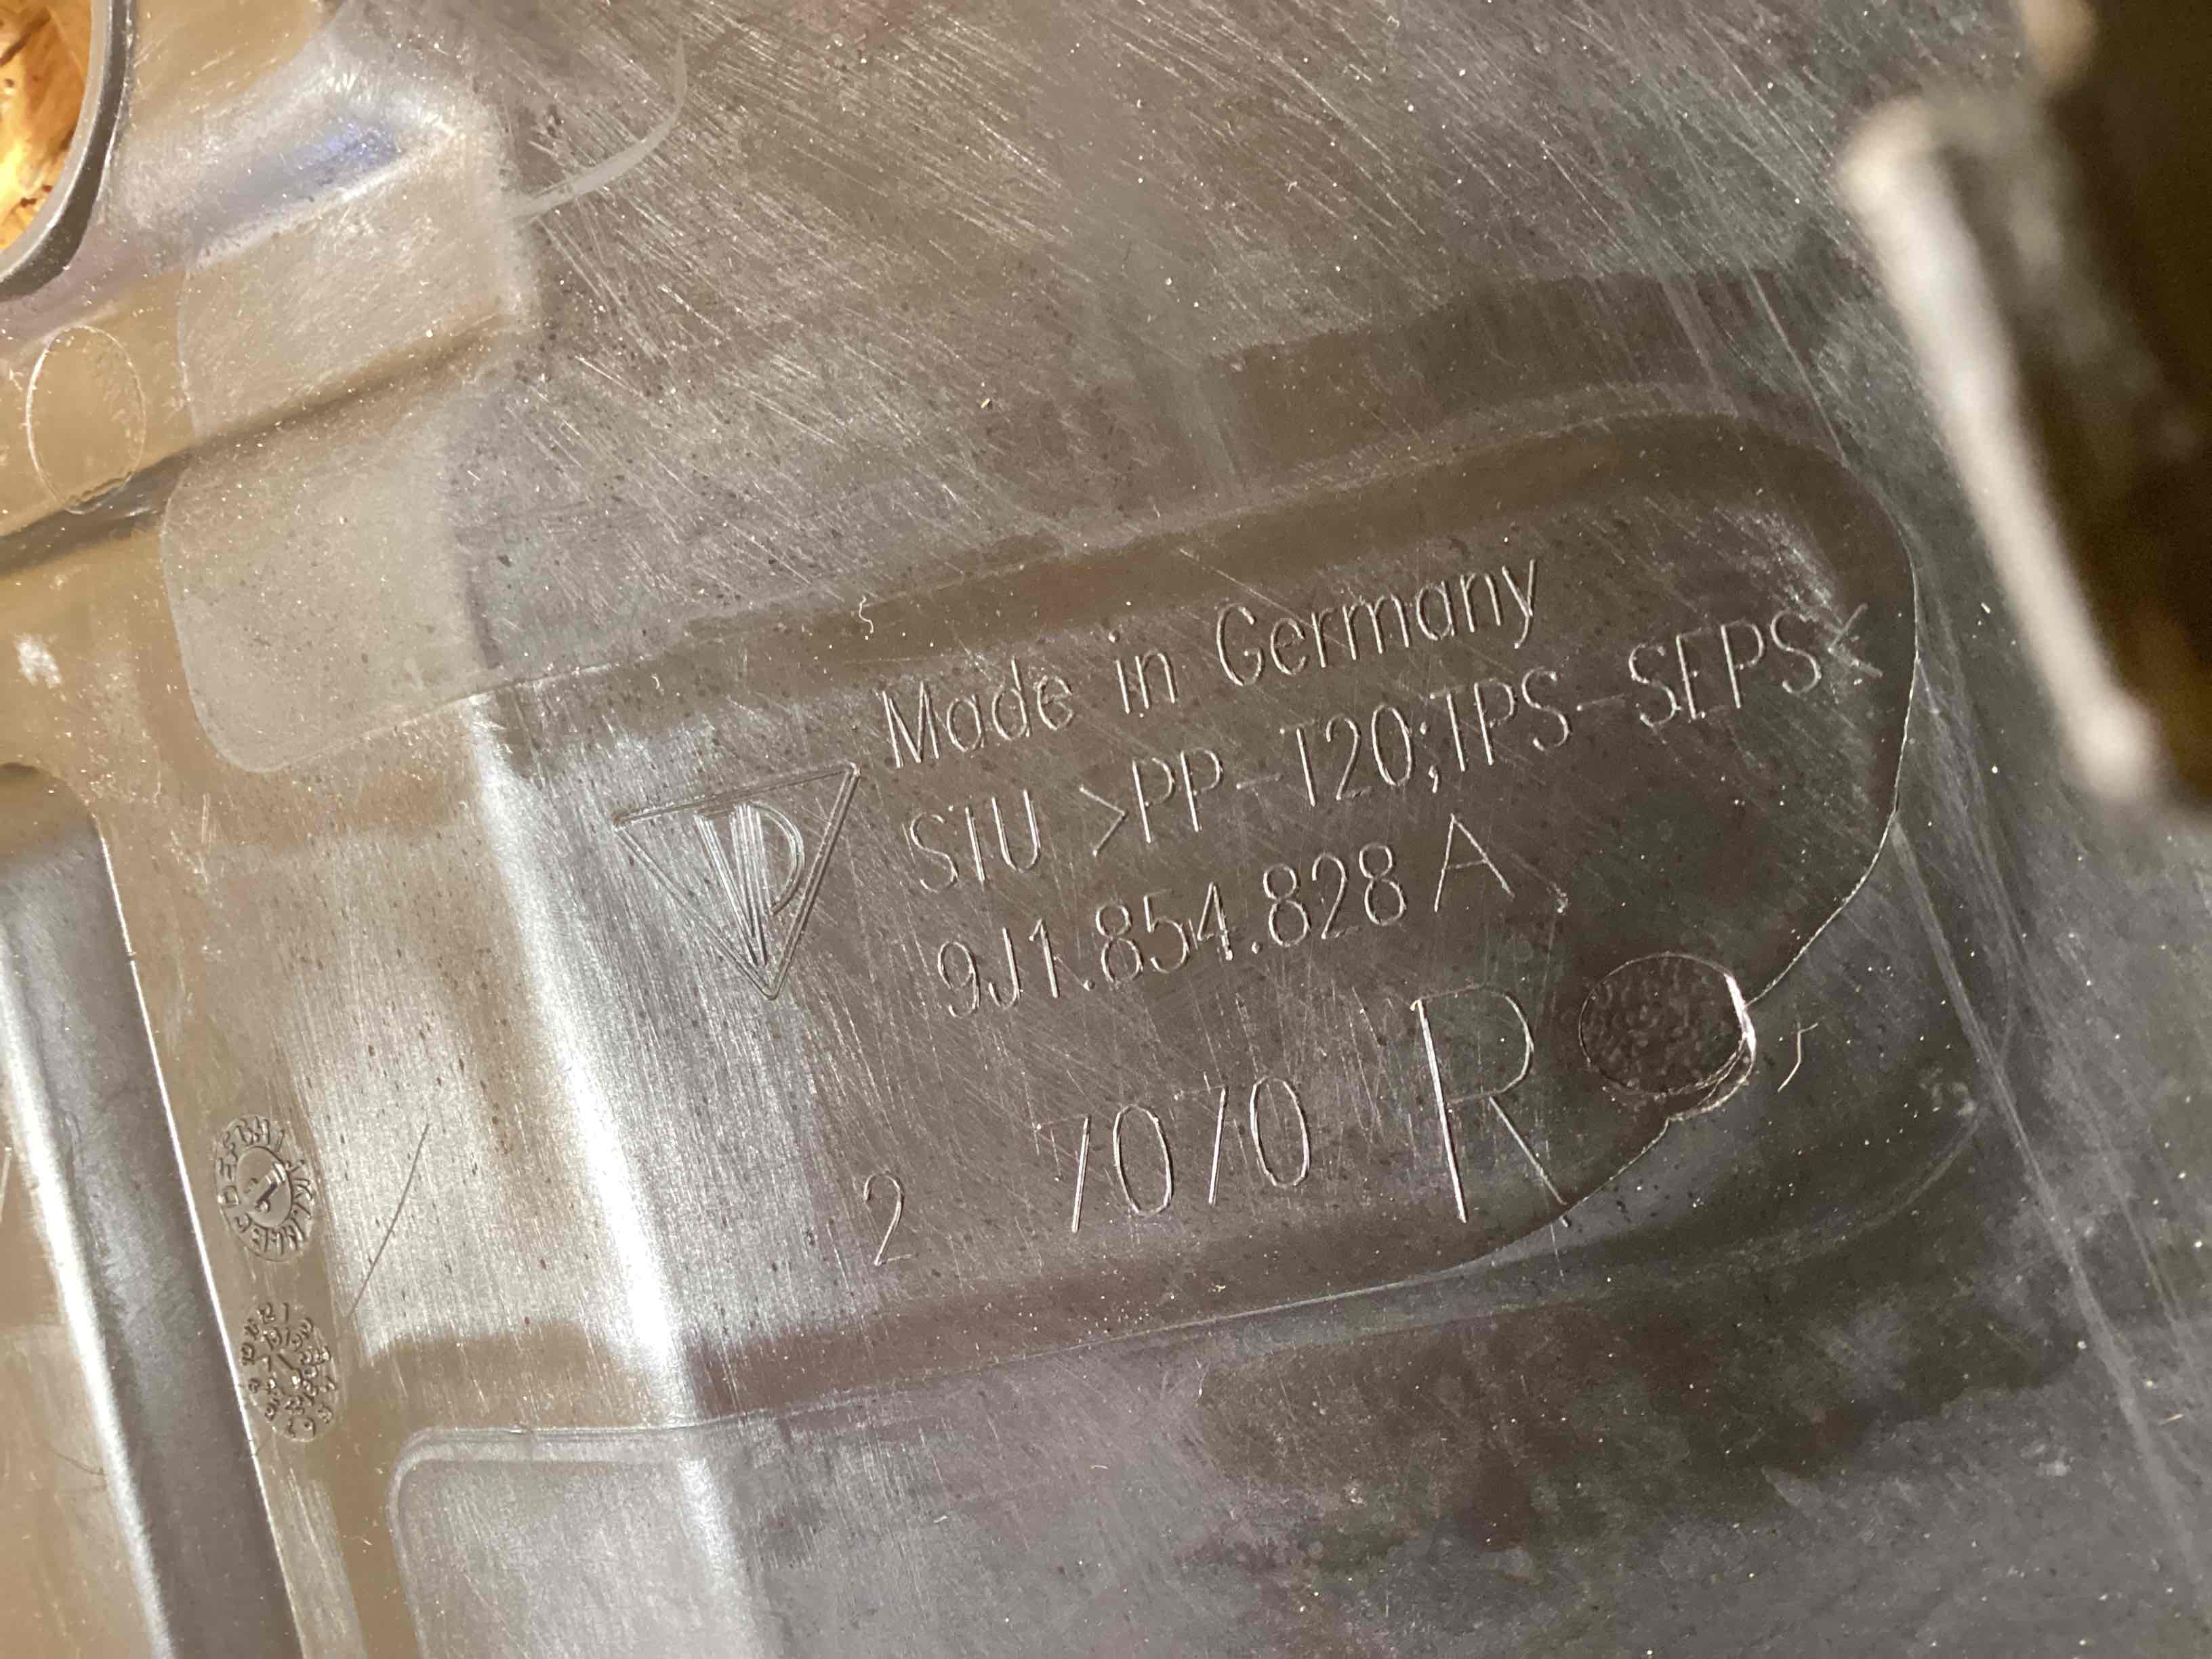 Made in Germany
STU >PP-T20;TPS-SEPS<
9J1.854.828 A
2 7070 R